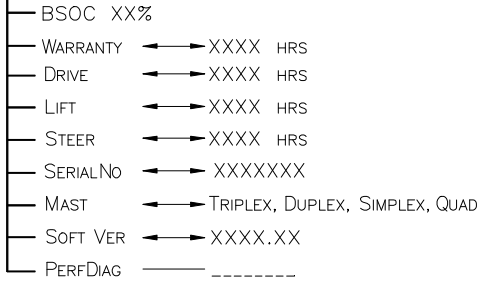 BSOC XX%
WARRANTY XXXX HRS
DRIVE XXXX HRS
LIFT XXXX HRS
STEER XXXX HRS
SERIALNO XXXXXXX
MAST TRIPLEX, DUPLEX, SIMPLEX, QUAD
SOFT VER XXXX.XX
PERFDIAG ________